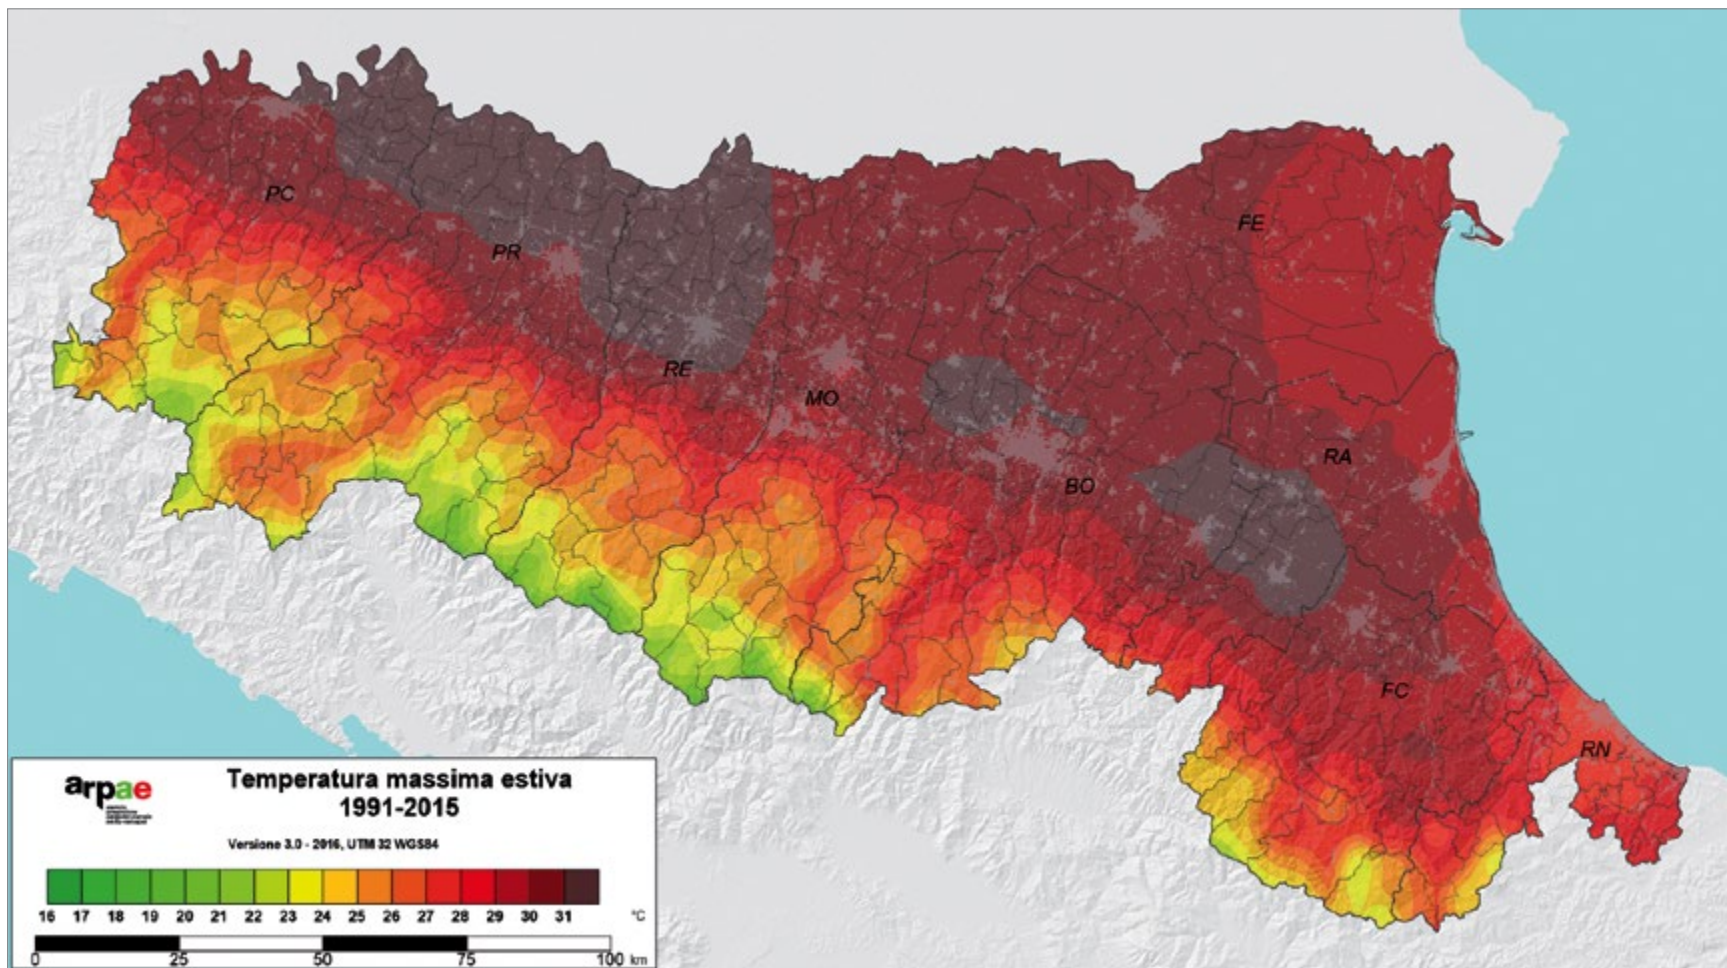 PC
PR
FE
RE
MO
RA
BO
FC
RN
arpae
Temperatura massima estiva
1991-2015
Versione 3.0 - 2016, UTM 32 WGS84
16 17 18 19 20 21 22 23 24 25 26 27 28 29 30 31 °C
0 25 50 75 100 km